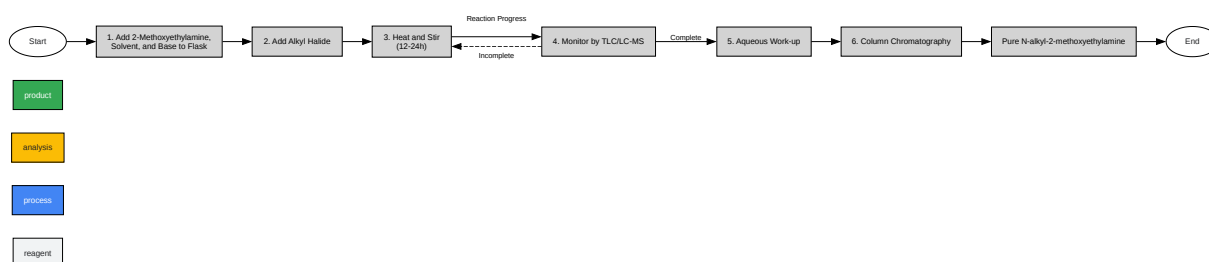 Start
1. Add 2-Methoxyethylamine,
Solvent, and Base to Flask
2. Add Alkyl Halide
3. Heat and Stir
(12-24h)
Reaction Progress
Incomplete
4. Monitor by TLC/LC-MS
Complete
5. Aqueous Work-up
6. Column Chromatography
Pure N-alkyl-2-methoxyethylamine
End
product
analysis
process
reagent